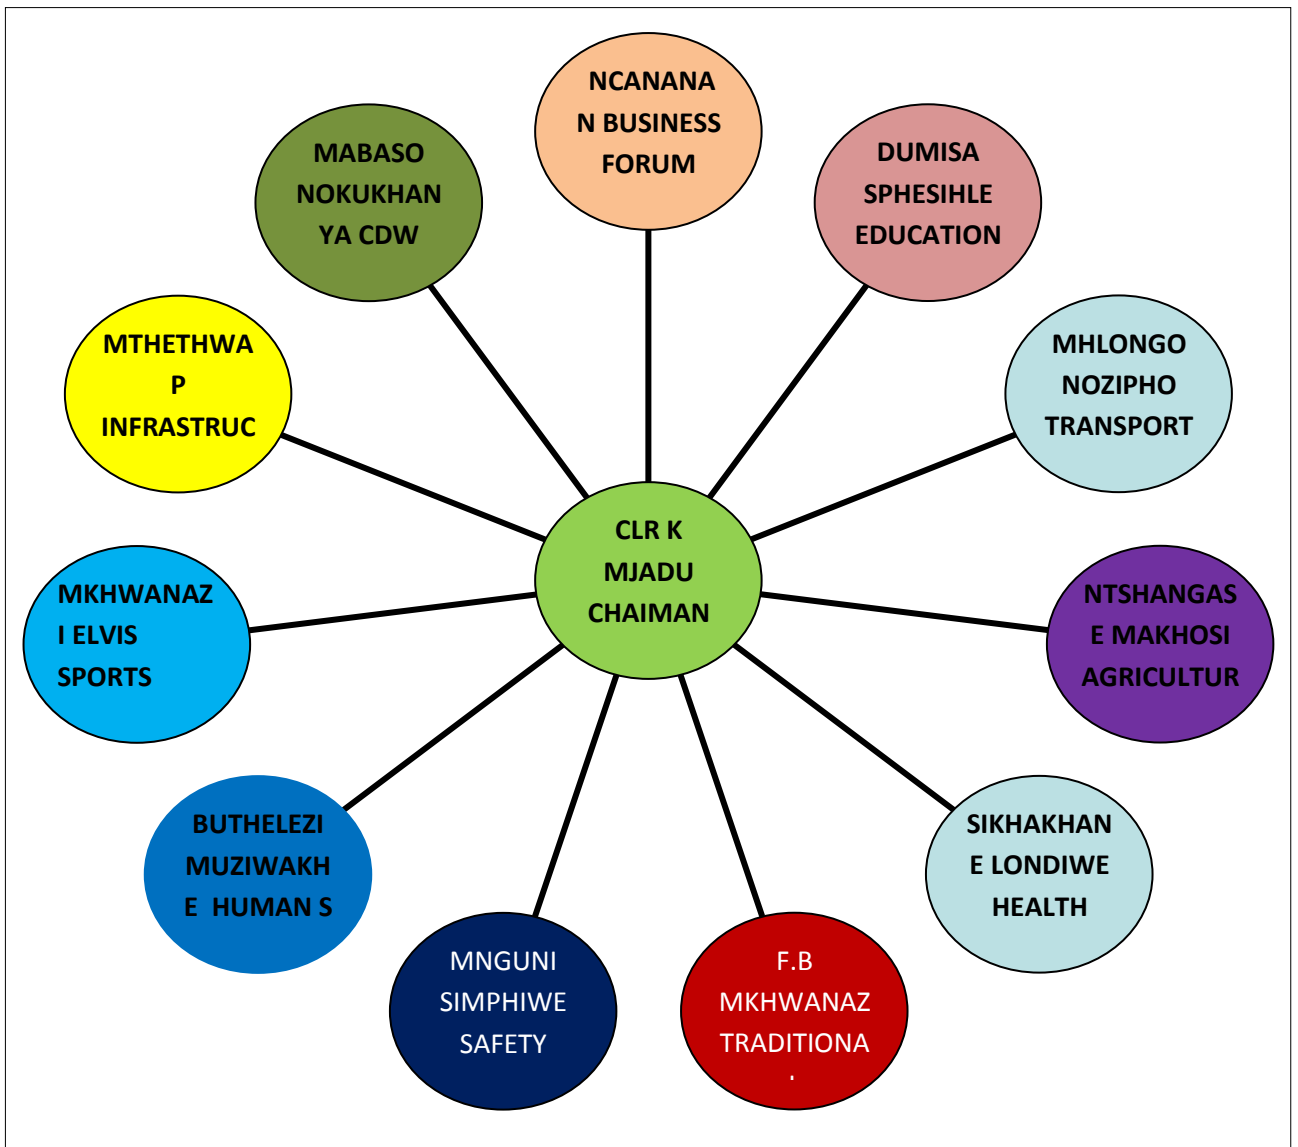 NCANANA
N BUSINESS
FORUM
DUMISA
SPHESIHLE
EDUCATION
MHLONGO
NOZIPHO
TRANSPORT
NTSHANGAS
E MAKHOSI
AGRICULTUR
SIKHAKHAN
E LONDIWE
HEALTH
F.B
MKHWANAZ
TRADITIONA
MNGUNI
SIMPHIWE
SAFETY
BUTHELEZI
MUZIWAKH
E HUMAN S
MKHWANAZ
I ELVIS
SPORTS
MTHETHWA
P
INFRASTRUC
MABASO
NOKUKHAN
YA CDW
CLR K
MJADU
CHAIMAN